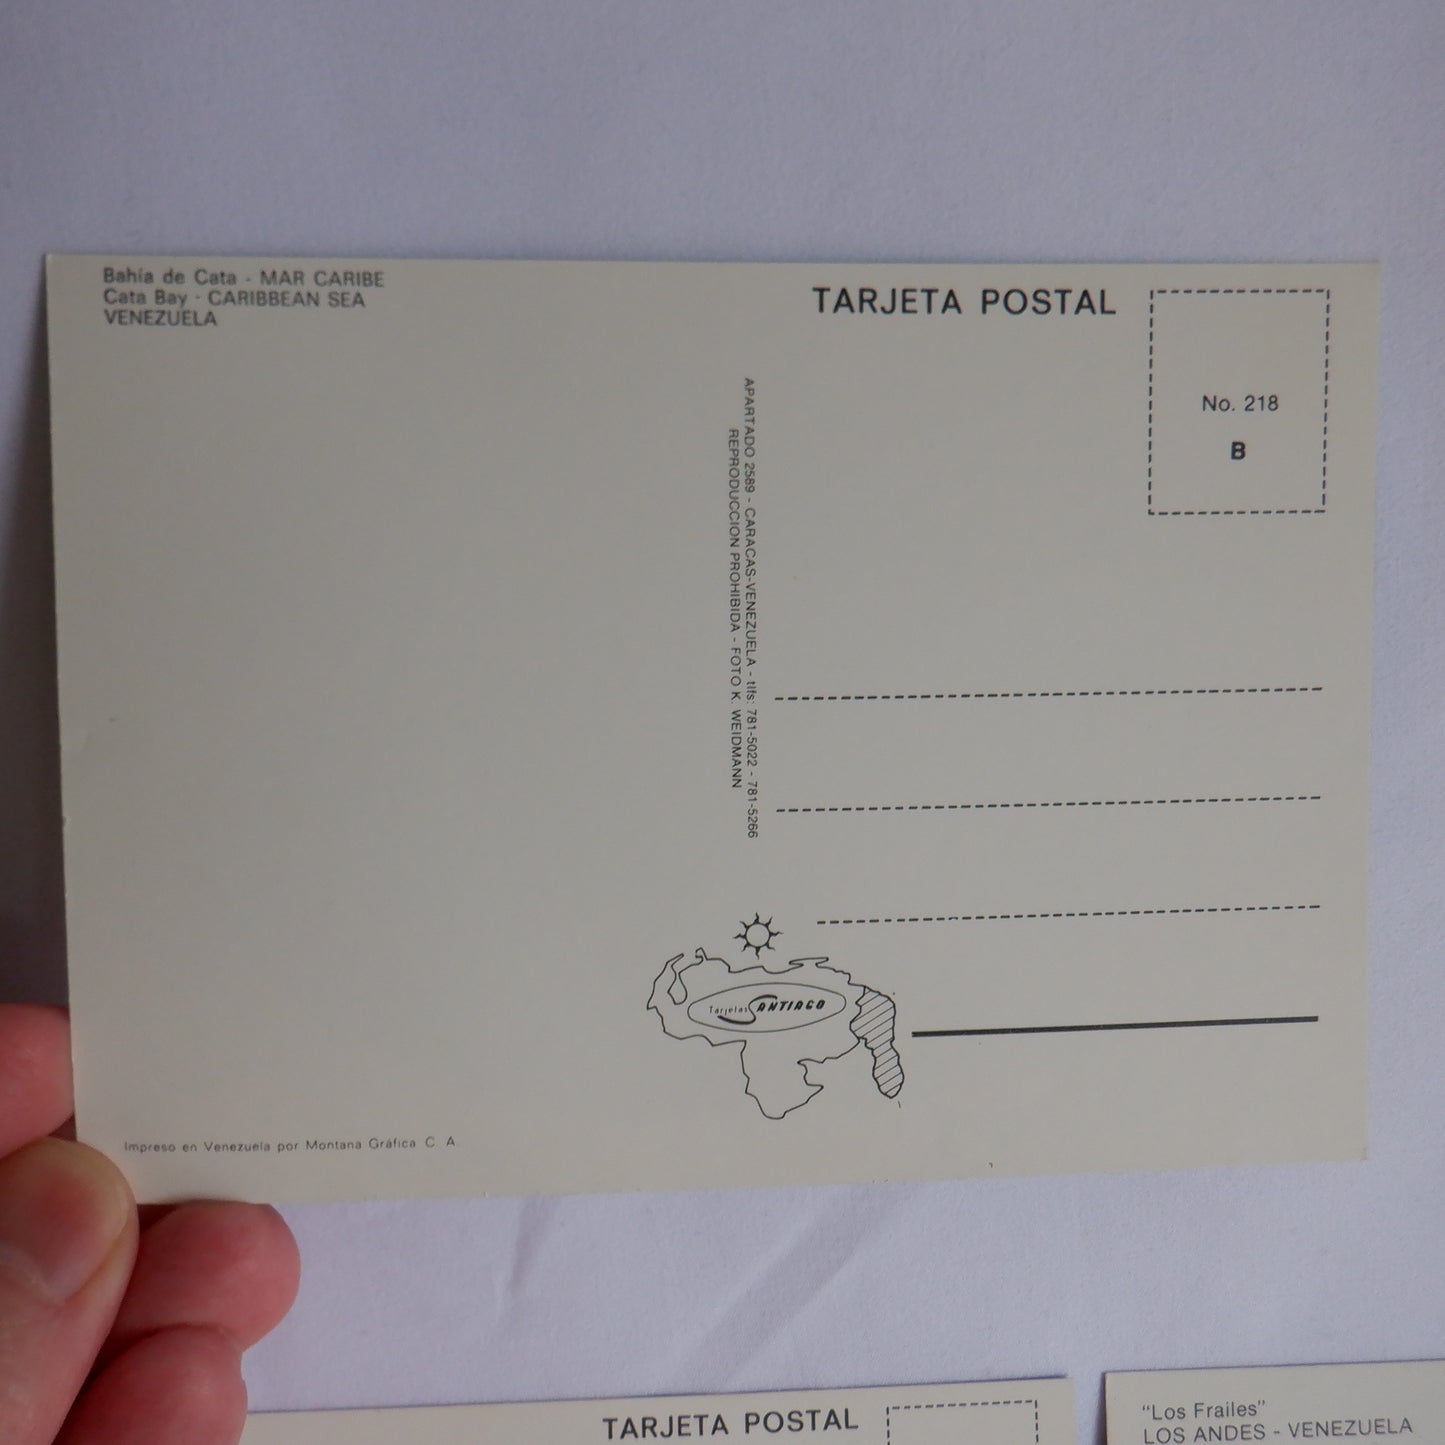 Bahía de Cata - MAR CARIBE
Cata Bay - CARIBBEAN SEA
VENEZUELA
TARJETA POSTAL
No. 218
B
APARTADO 2589 - CARACAS-VENEZUELA - tlfs: 781-5022 - 781-5266
REPRODUCCION PROHIBIDA - FOTO K. WEIDMANN
Tarjetas SANTIAGO
Impreso en Venezuela por Montana Gráfica C. A.
TARJETA POSTAL
"Los Frailes"
LOS ANDES - VENEZUELA